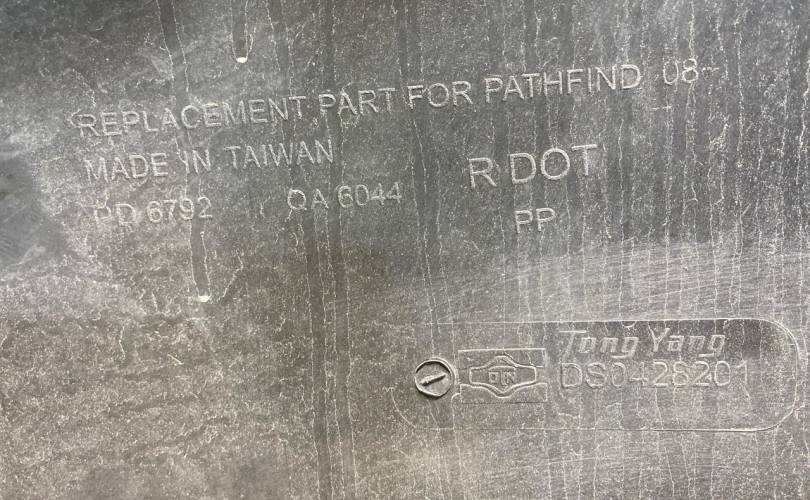 REPLACEMENT PART FOR PATHFIND 08-
MADE IN TAIWAN
R DOT
PD 6792 QA 6044
PP
Tong Yang
DS0428201